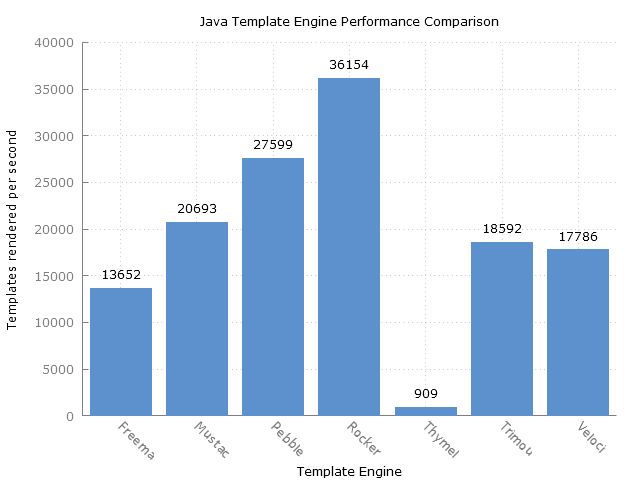 Java Template Engine Performance Comparison
Templates rendered per second
40000
35000
30000
25000
20000
15000
10000
5000
0
13652
20693
27599
36154
909
18592
17786
Freema
Mustac
Pebble
Rocker
Thymel
Trimou
Veloci
Template Engine